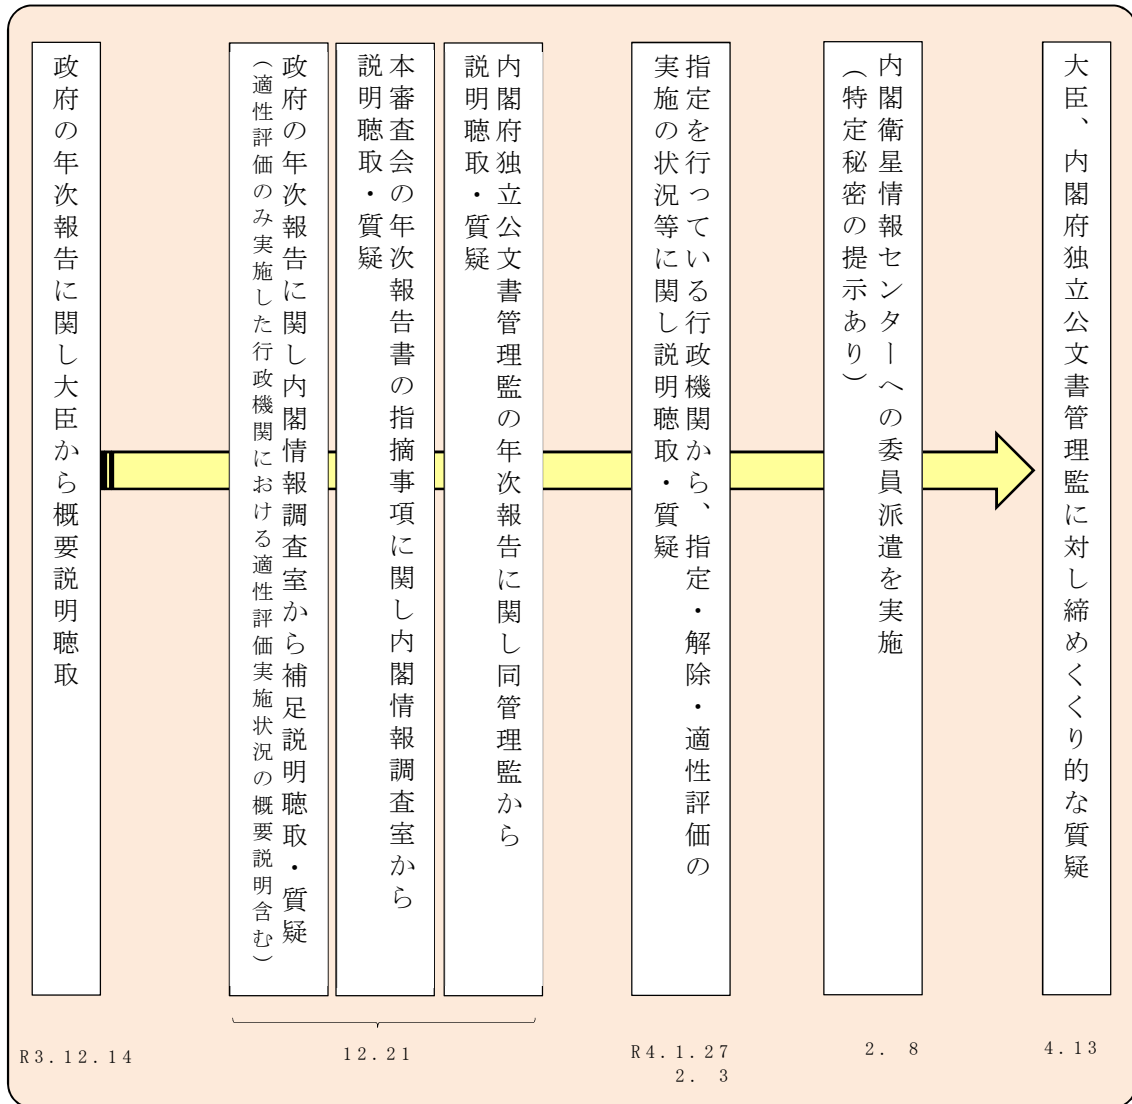 政府の年次報告に関し大臣から概要説明聴取
政府の年次報告に関し内閣情報調査室から補足説明聴取・質疑
（適性評価のみ実施した行政機関における適性評価実施状況の概要説明含む）
本審査会の年次報告書の指摘事項に関し内閣情報調査室から
説明聴取・質疑
内閣府独立公文書管理監の年次報告に関し同管理監から
説明聴取・質疑
指定を行っている行政機関から、指定・解除・適性評価の
実施の状況等に関し説明聴取・質疑
内閣衛星情報センターへの委員派遣を実施
（特定秘密の提示あり）
大臣、内閣府独立公文書管理監に対し締めくくり的な質疑
R3.12.14
12.21
R4.1.27
2. 3
2. 8
4.13